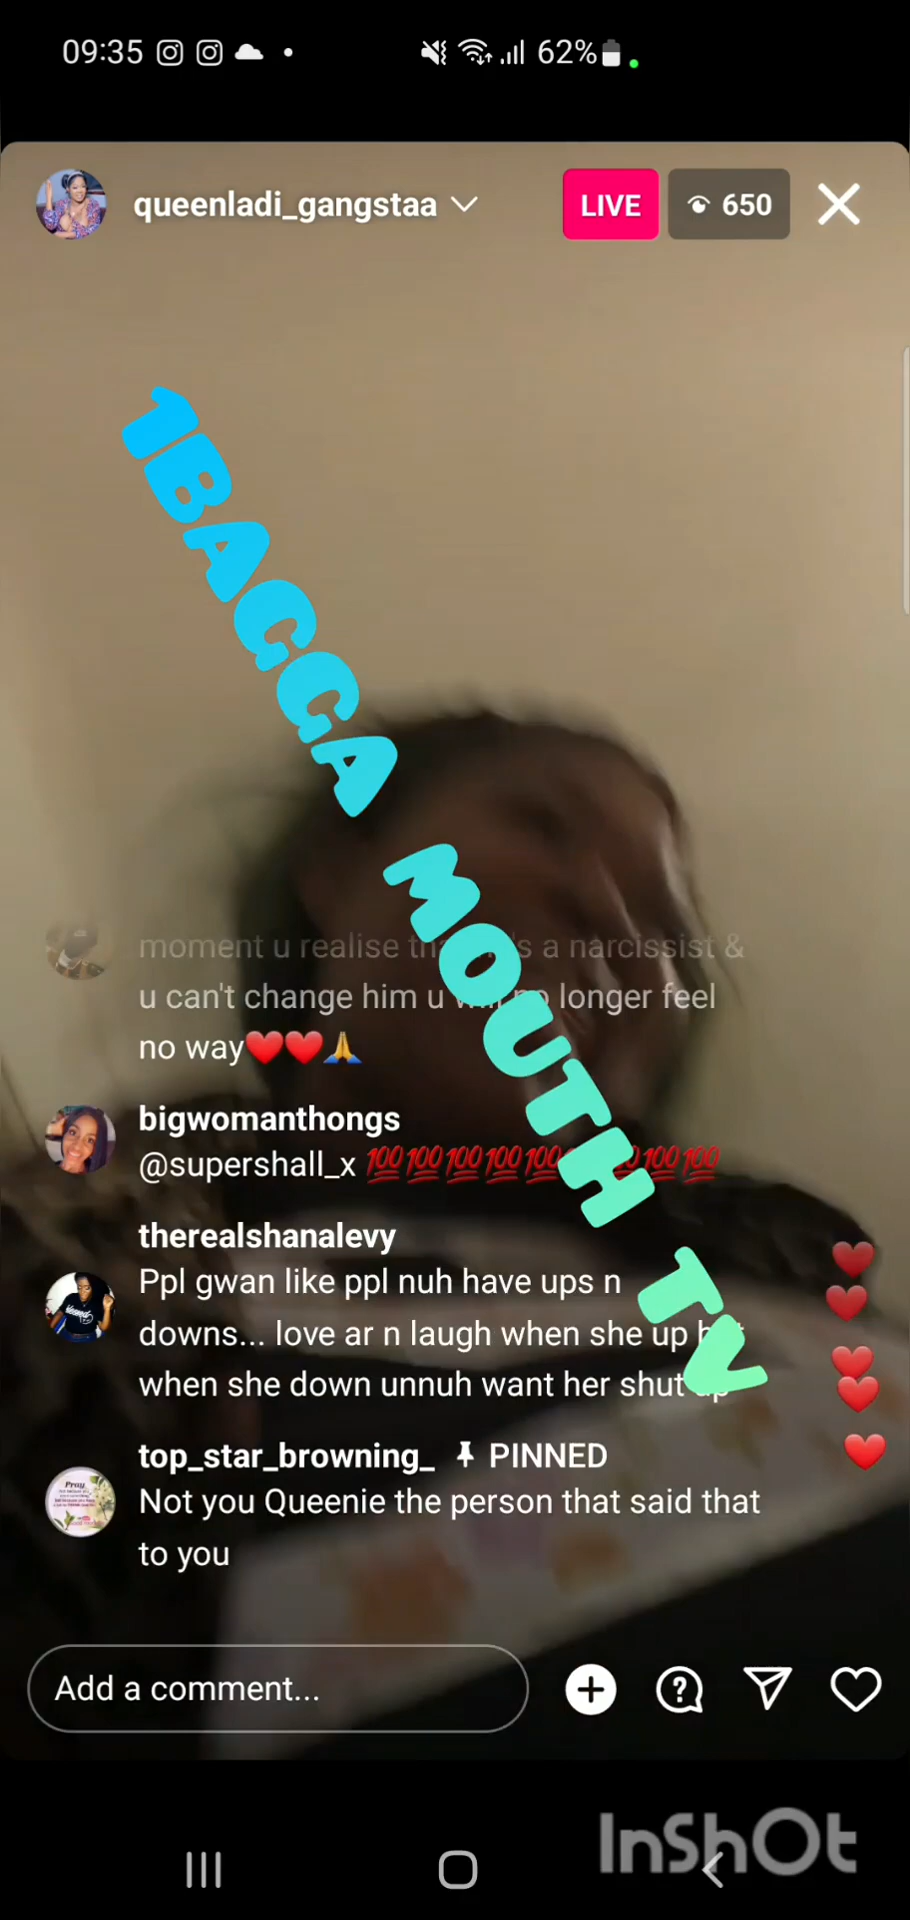 09:35
62%
queenladi_gangstaa
LIVE
650
1BAGGA MOUTH TV
moment u realise a narcissist &
u can't change him u no longer feel
no way❤️❤️🙏
bigwomanthongs
@supershall_x 💯💯💯💯💯💯💯💯💯
therealshanalevy
Ppl gwan like ppl nuh have ups n
downs... love ar n laugh when she up
when she down unnuh want her shut
top_star_browning_ 📌 PINNED
Not you Queenie the person that said that
to you
Add a comment...
InShOt